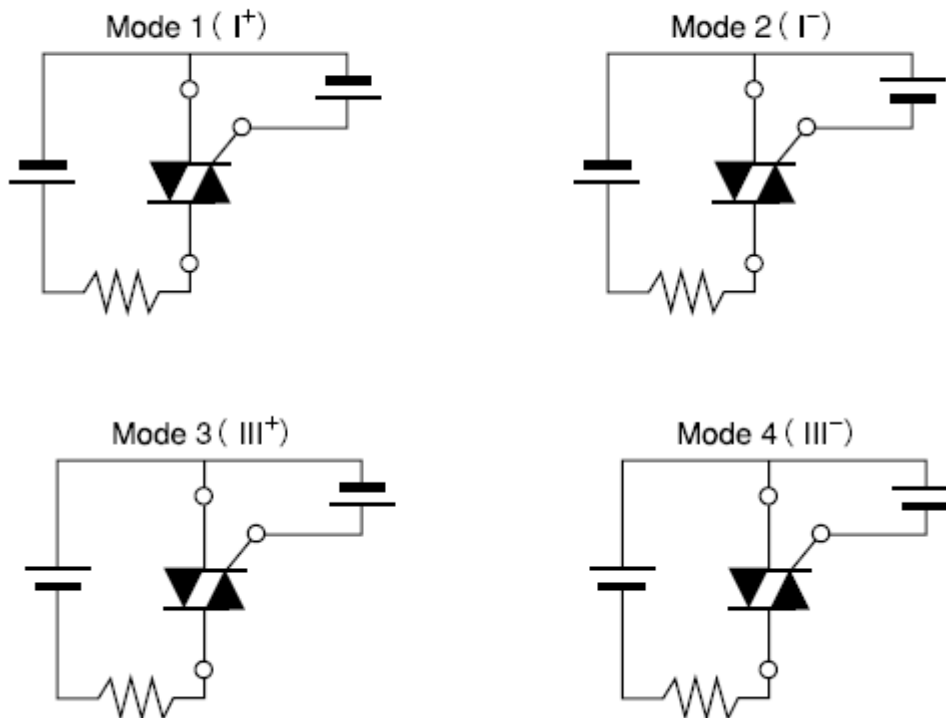 Mode 1 ( I⁺)
Mode 2 ( I⁻)
Mode 3 ( III⁺)
Mode 4 ( III⁻)